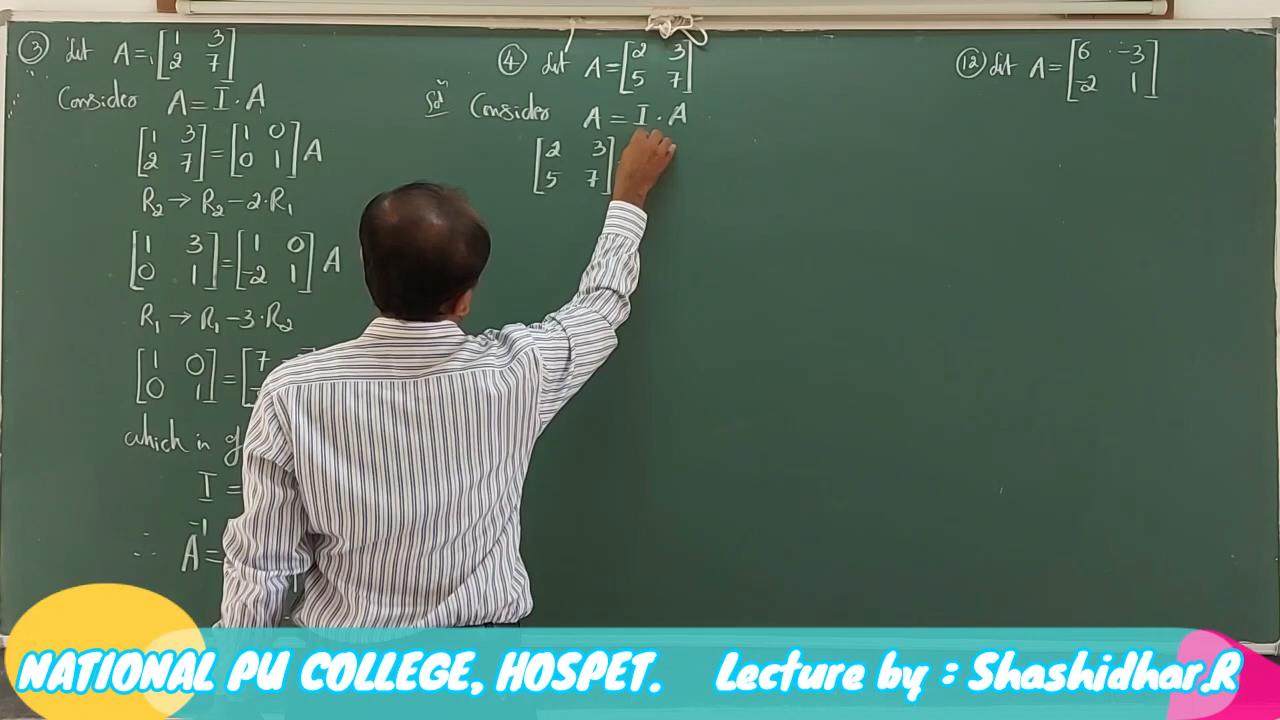 ③ Let A = [1 3
2 7]
Consider A = I · A
[1 3
2 7] = [1 0
0 1] A
R₂ → R₂ – 2·R₁
[1 3
0 1] = [1 0
-2 1] A
R₁ → R₁ – 3·R₂
[1 0
0 1] = [7
which is
I =
∴ A⁻¹ =
④ Let A = [2 3
5 7]
Solⁿ Consider A = I · A
[2 3
5 7]
⑫ Let A = [6 -3
-2 1]
NATIONAL PU COLLEGE, HOSPET. Lecture by : Shashidhar.R